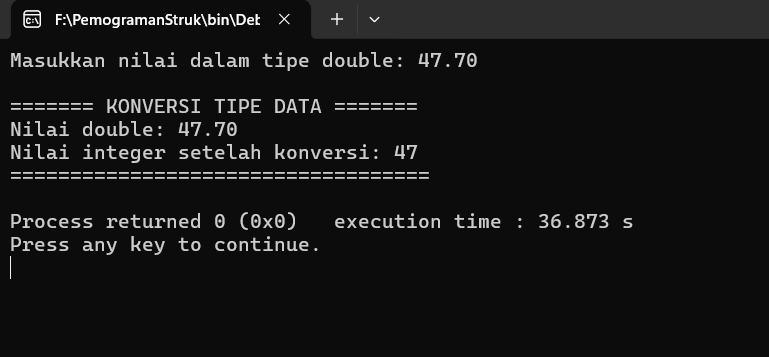 F:\PemogramanStruk\bin\Deb
Masukkan nilai dalam tipe double: 47.70
======= KONVERSI TIPE DATA =======
Nilai double: 47.70
Nilai integer setelah konversi: 47
===================================
Process returned 0 (0x0)   execution time : 36.873 s
Press any key to continue.